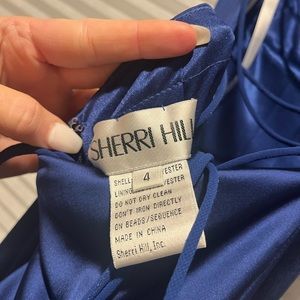 SHERRI HILL
4
SHELL
LINING
DO NOT DRY CLEAN
DON'T IRON DIRECTLY
ON BEADS/SEQUENCE
MADE IN CHINA
Sherri Hill, Inc.